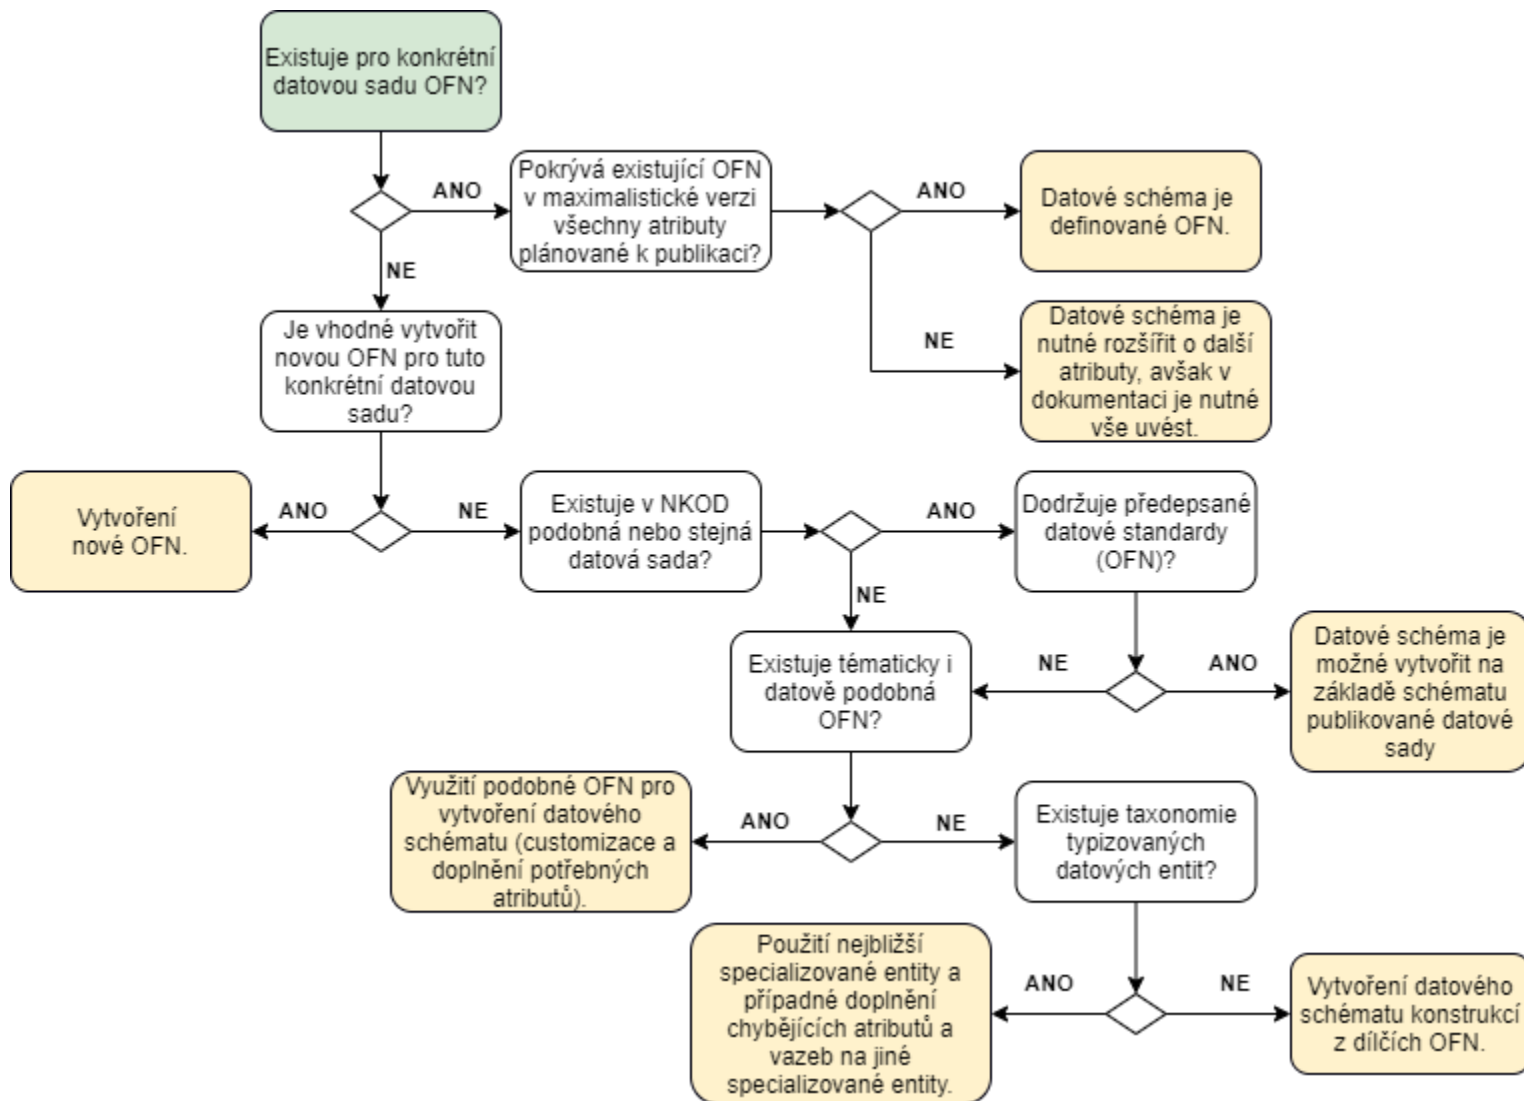 Existuje pro konkrétní
datovou sadu OFN?
ANO
Pokrývá existující OFN
v maximalistické verzi
všechny atributy
plánované k publikaci?
ANO
Datové schéma je
definované OFN.
NE
NE
Datové schéma je
nutné rozšířit o další
atributy, avšak v
dokumentaci je nutné
vše uvést.
Je vhodné vytvořit
novou OFN pro tuto
konkrétní datovou
sadu?
Vytvoření
nové OFN.
ANO
NE
Existuje v NKOD
podobná nebo stejná
datová sada?
ANO
Dodržuje předepsané
datové standardy
(OFN)?
NE
Existuje tématicky i
datově podobná
OFN?
NE
ANO
Datové schéma je
možné vytvořit na
základě schématu
publikované datové
sady
Využití podobné OFN pro
vytvoření datového
schématu (customizace a
doplnění potřebných
atributů).
ANO
NE
Existuje taxonomie
typizovaných
datových entit?
Použití nejbližší
specializované entity a
případné doplnění
chybějících atributů a
vazeb na jiné
specializované entity.
ANO
NE
Vytvoření datového
schématu konstrukcí
z dílčích OFN.